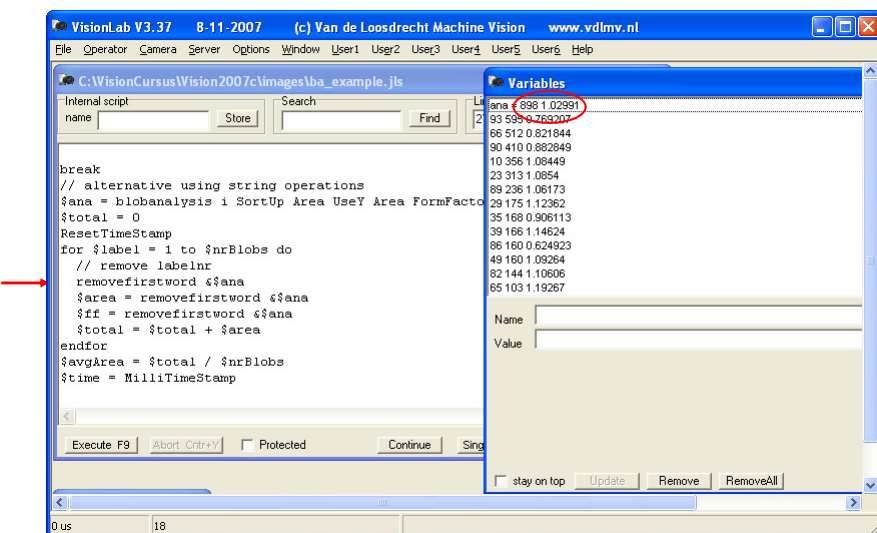 VisionLab V3.37 8-11-2007 (c) Van de Loosdrecht Machine Vision www.vdlmv.nl
File Operator Camera Server Options Window User1 User2 User3 User4 User5 User6 Help
C:\VisionCursus\Vision2007c\images\ba_example.jls
Internal script
name
Store
Search
Find
break
// alternative using string operations
$ana = blobanalysis i SortUp Area UseY Area FormFacto
$total = 0
ResetTimeStamp
for $label = 1 to $nrBlobs do
// remove labelnr
removefirstword &$ana
$area = removefirstword &$ana
$ff = removefirstword &$ana
$total = $total + $area
endfor
$avgArea = $total / $nrBlobs
$time = MilliTimeStamp
Execute F9 Abort Cntr+Y Protected Continue Sing
Variables
ana = 898 1.02991
93 595 0.769207
66 512 0.821844
90 410 0.882849
10 356 1.08449
23 313 1.0854
89 236 1.06173
29 175 1.12362
35 168 0.906113
39 166 1.14624
86 160 0.624923
49 160 1.09264
82 144 1.10606
65 103 1.19267
Name
Value
stay on top Update Remove RemoveAll
0 us 18